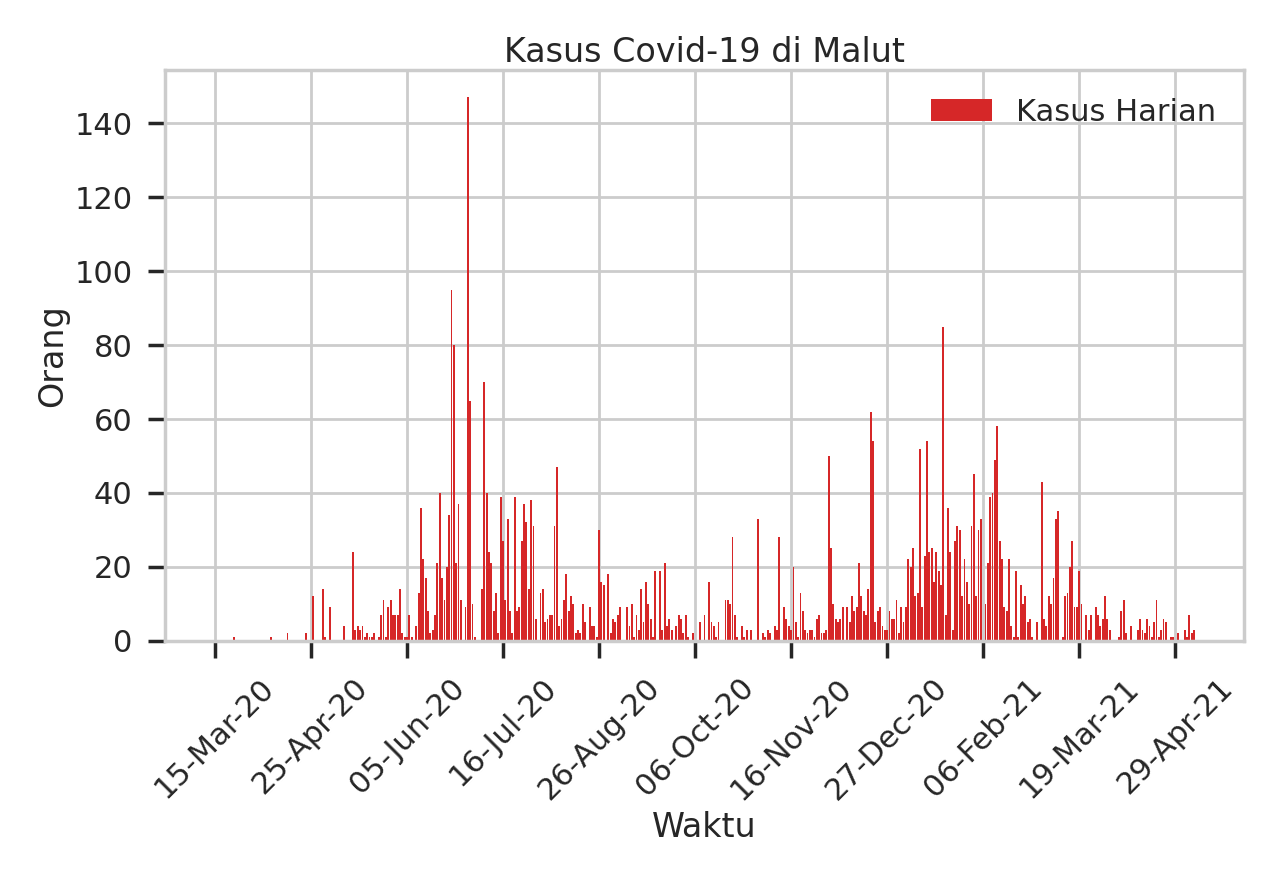 Kasus Covid-19 di Malut
Kasus Harian
Orang
140
120
100
80
60
40
20
0
15-Mar-20
25-Apr-20
05-Jun-20
16-Jul-20
26-Aug-20
06-Oct-20
16-Nov-20
27-Dec-20
06-Feb-21
19-Mar-21
29-Apr-21
Waktu